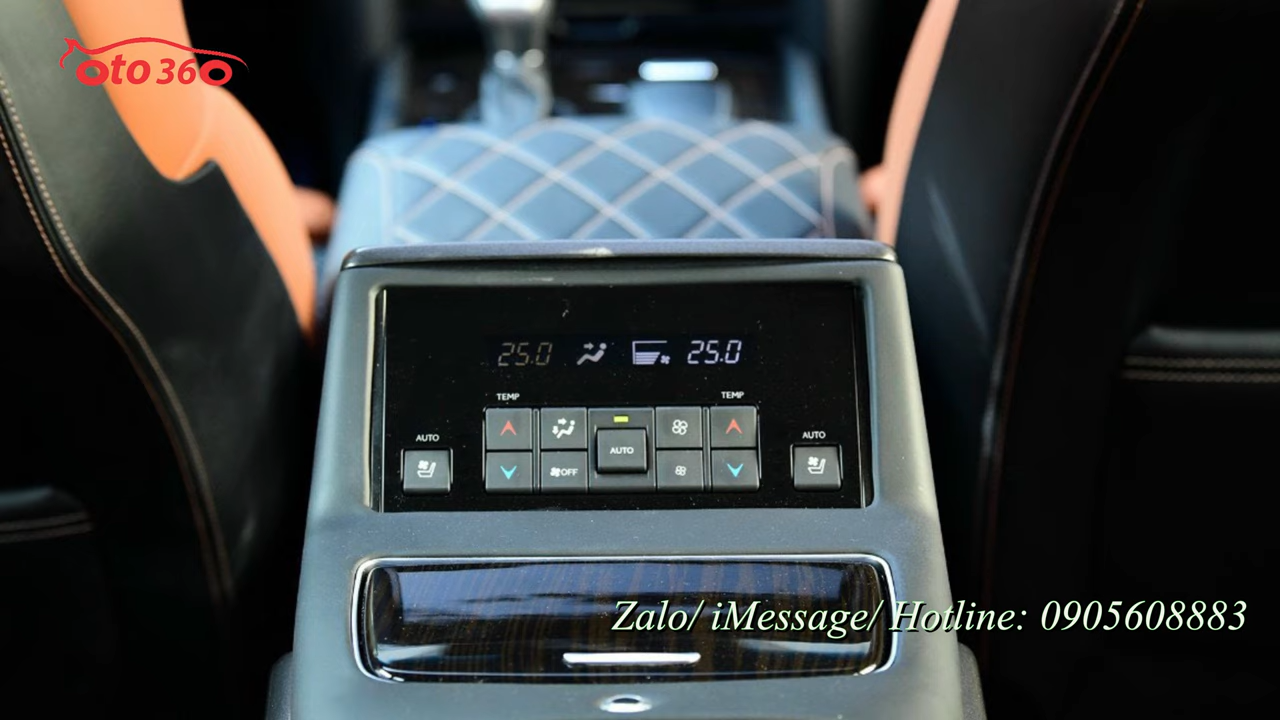 oto360
25.0 25.0
TEMP TEMP
AUTO AUTO AUTO
OFF
Zalo/ iMessage/ Hotline: 0905608883